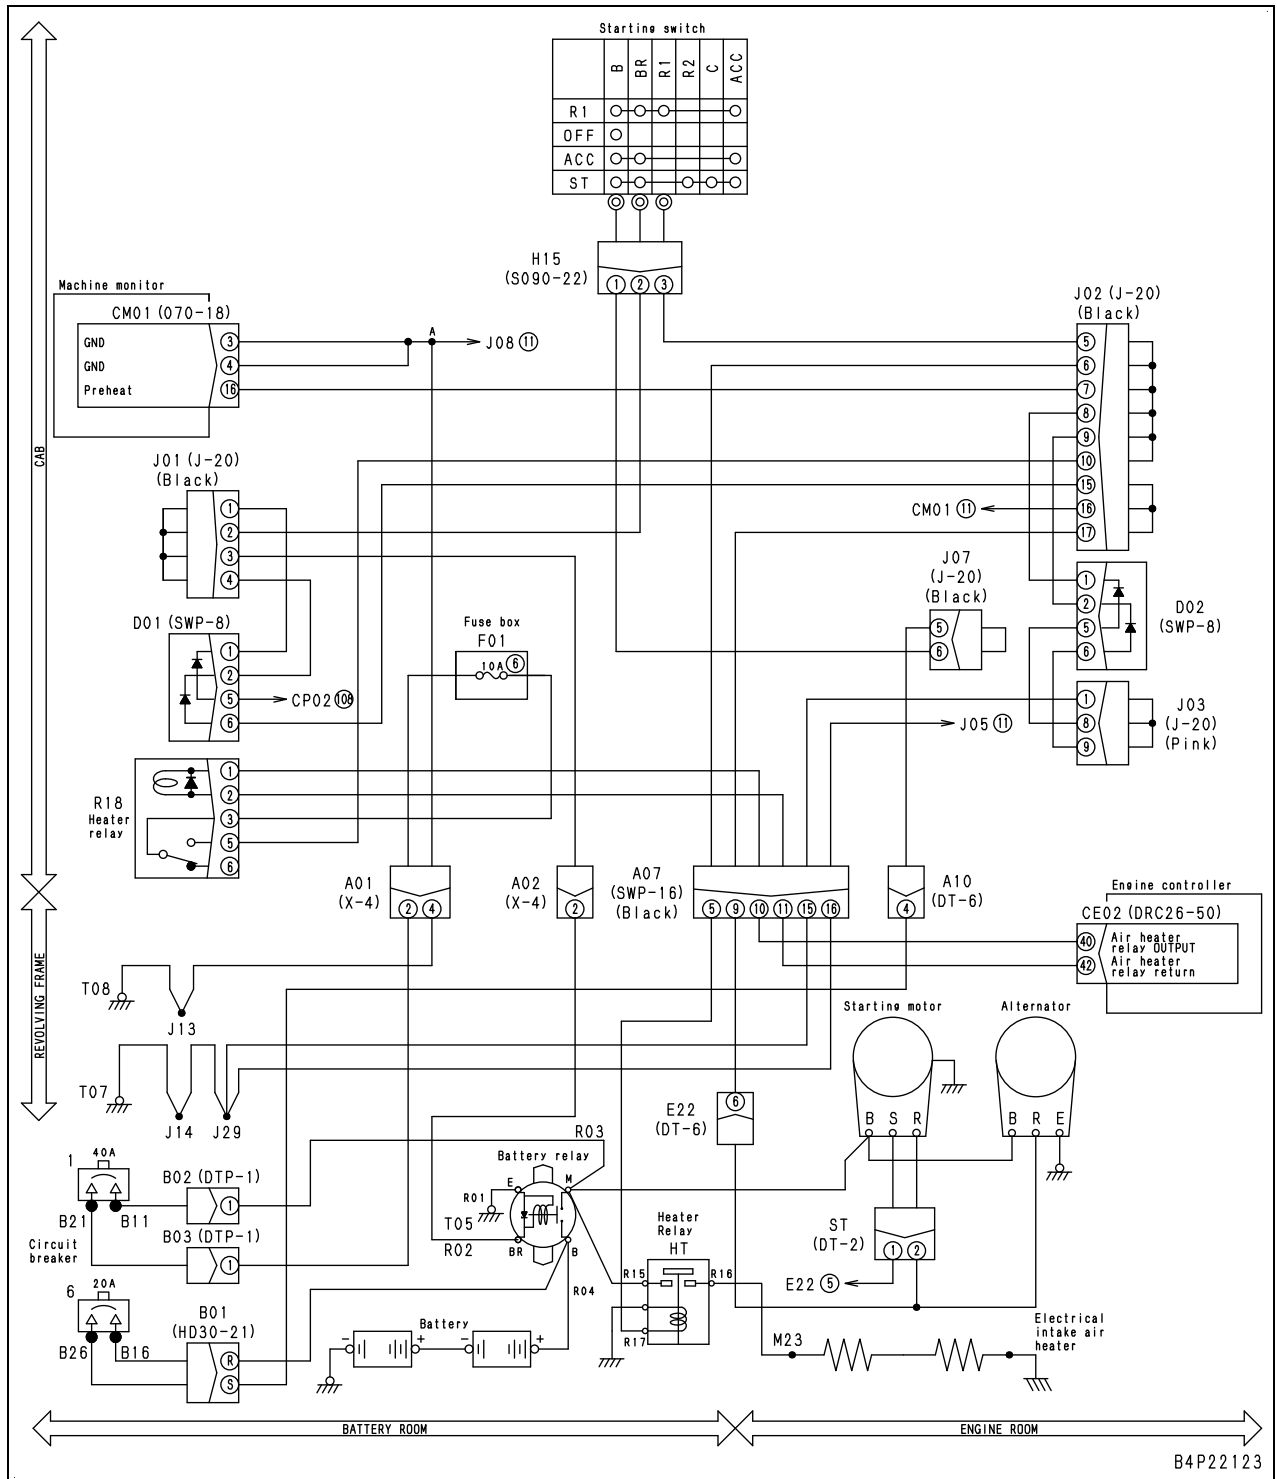 Starting switch
B BR R1 R2 C ACC
R1
OFF
ACC
ST
H15
(S090-22)
1 2 3
Machine monitor
CM01 (070-18)
GND 3
GND 4
Preheat 16
A
J08 11
J02 (J-20)
(Black)
5
6
7
8
9
10
15
16
17
CM01 11
CAB
J01 (J-20)
(Black)
1
2
3
4
D01 (SWP-8)
1
2
5
6
CP02 108
Fuse box
F01
10A 6
J07
(J-20)
(Black)
5
6
D02
(SWP-8)
1
2
5
6
J03
(J-20)
(Pink)
1
8
9
J05 11
R18
Heater
relay
1
2
3
5
6
A01
(X-4)
2 4
A02
(X-4)
2
A07
(SWP-16)
(Black)
5 9 10 11 15 16
A10
(DT-6)
4
Engine controller
CE02 (DRC26-50)
40 Air heater
relay OUTPUT
42 Air heater
relay return
REVOLVING FRAME
T08
J13
T07
J14 J29
Starting motor
B S R
Alternator
B R E
E22
(DT-6)
6
1
40A
B21 B11
Circuit
breaker
B02 (DTP-1)
1
B03 (DTP-1)
1
6
20A
B26 B16
B01
(HD30-21)
R
S
R03
Battery relay
E M
R01
T05
R02
BR B
R04
Heater
Relay
HT
R15 R16
R17
ST
(DT-2)
1 2
E22 5
Battery
- + - +
M23
Electrical
intake air
heater
BATTERY ROOM
ENGINE ROOM
B4P22123